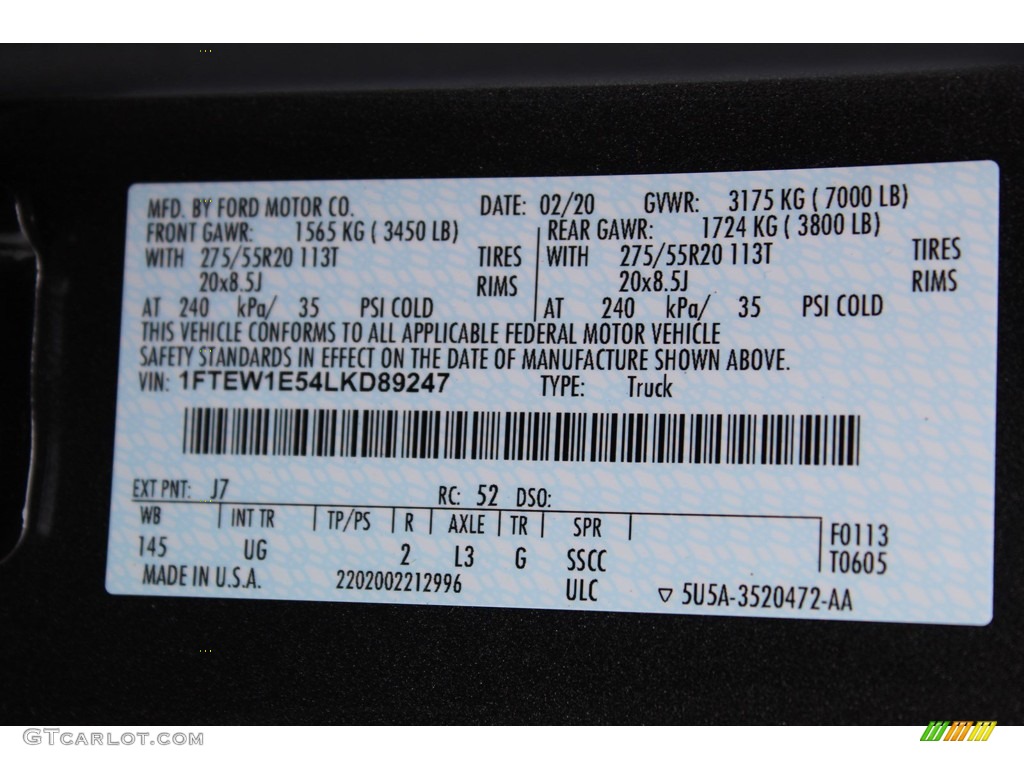 MFD. BY FORD MOTOR CO. DATE: 02/20 GVWR: 3175 KG ( 7000 LB)
FRONT GAWR: 1565 KG ( 3450 LB) REAR GAWR: 1724 KG ( 3800 LB)
WITH 275/55R20 113T TIRES WITH 275/55R20 113T TIRES
20x8.5J RIMS 20x8.5J RIMS
AT 240 kPa/ 35 PSI COLD AT 240 kPa/ 35 PSI COLD
THIS VEHICLE CONFORMS TO ALL APPLICABLE FEDERAL MOTOR VEHICLE
SAFETY STANDARDS IN EFFECT ON THE DATE OF MANUFACTURE SHOWN ABOVE.
VIN: 1FTEW1E54LKD89247 TYPE: Truck
EXT PNT: J7 RC: 52 DSO:
WB INT TR TP/PS R AXLE TR SPR F0113
145 UG 2 L3 G SSCC T0605
MADE IN U.S.A. 2202002212996 ULC ▽ 5U5A-3520472-AA
GTCARLOT.COM